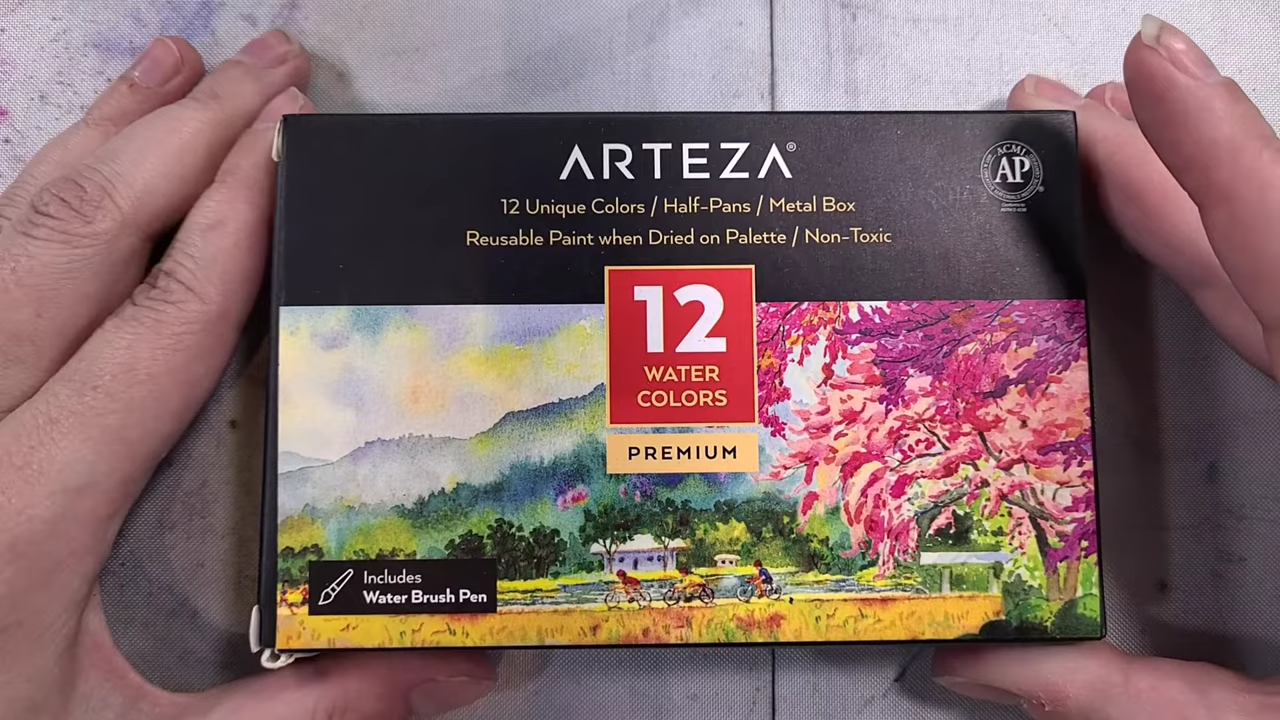 ARTEZA®
12 Unique Colors / Half-Pans / Metal Box
Reusable Paint when Dried on Palette / Non-Toxic
ACMI
AP
12
WATER
COLORS
PREMIUM
Includes
Water Brush Pen